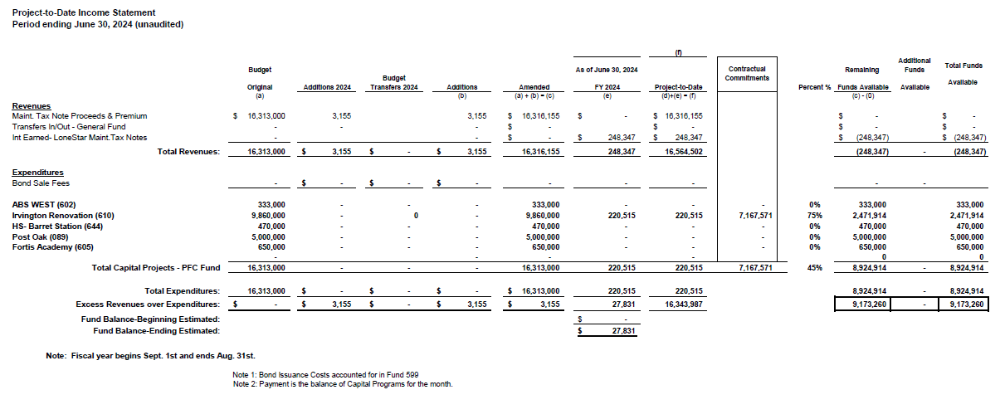 Project-to-Date Income Statement
Period ending June 30, 2024 (unaudited)
(f)
Additional
Budget As of June 30, 2024 Contractual Remaining Funds Total Funds
Budget Commitments
Original Additions 2024 Transfers 2024 Additions Amended FY 2024 Project-to-Date Percent % Funds Available Available Available
(a) (b) (a) + (b) = (c) (e) (d)+(e) = (f) (c) - (0)
Revenues
Maint. Tax Note Proceeds & Premium $ 16,313,000 3,155 3,155 $ 16,316,155 $ - $ 16,316,155 $ - $ -
Transfers In/Out - General Fund - - - $ - $ - $ - $ -
Int Earned- LoneStar Maint.Tax Notes - - $ - $ 248,347 $ 248,347 $ (248,347) $ (248,347)
Total Revenues: 16,313,000 $ 3,155 $ - $ 3,155 16,316,155 248,347 16,564,502 (248,347) - (248,347)
Expenditures
Bond Sale Fees - $ - $ - $ - - - - - -
ABS WEST (602) 333,000 - - - 333,000 - - - 0% 333,000 333,000
Irvington Renovation (610) 9,860,000 - 0 - 9,860,000 220,515 220,515 7,167,571 75% 2,471,914 2,471,914
HS- Barret Station (644) 470,000 - - - 470,000 - - - 0% 470,000 470,000
Post Oak (089) 5,000,000 - - - 5,000,000 - - - 0% 5,000,000 5,000,000
Fortis Academy (605) 650,000 - - - 650,000 - - - 0% 650,000 650,000
- - - - 0 0
Total Capital Projects - PFC Fund 16,313,000 - - - 16,313,000 220,515 220,515 7,167,571 45% 8,924,914 - 8,924,914
Total Expenditures: 16,313,000 $ - $ - $ - $ 16,313,000 220,515 220,515 8,924,914 - 8,924,914
Excess Revenues over Expenditures: $ - $ 3,155 $ - $ 3,155 $ 3,155 27,831 16,343,987 9,173,260 - 9,173,260
Fund Balance-Beginning Estimated: $ -
Fund Balance-Ending Estimated: $ 27,831
Note: Fiscal year begins Sept. 1st and ends Aug. 31st.
Note 1: Bond Issuance Costs accounted for in Fund 599
Note 2: Payment is the balance of Capital Programs for the month.